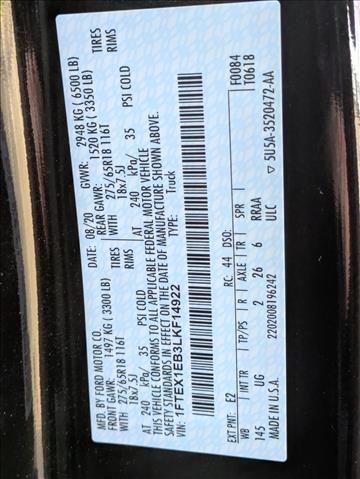 MFD. BY FORD MOTOR CO.
DATE: 08/20 GVWR: 2948 KG (6500 LB)
FRONT GAWR: 1497 KG (3300 LB) REAR GAWR: 1520 KG (3350 LB)
275/65R18 116T TIRES WITH 275/65R18 116T TIRES
18x7.5J RIMS 18x7.5J RIMS
AT 240 kPa/ 35 PSI COLD AT 240 kPa/ 35 PSI COLD
THIS VEHICLE CONFORMS TO ALL APPLICABLE FEDERAL MOTOR VEHICLE
SAFETY STANDARDS IN EFFECT ON THE DATE OF MANUFACTURE SHOWN ABOVE.
VIN: 1FTEX1EB3LKF14922 TYPE: Truck
F0084
T0618
EXT PNT: E2 RC: 44 DSO:
WB INT TR TP/PS R AXLE TR SPR
145 UG 2 26 6 RRAA
MADE IN U.S.A. 2202008196242 ULC ▽ 5U5A-3520472-AA